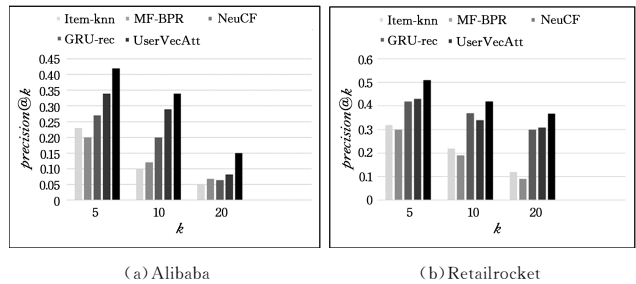 Item-knn MF-BPR NeuCF
GRU-rec UserVecAtt
0.45
0.40
0.35
0.30
0.25
0.20
0.15
0.10
0.05
0
precision@k
5 10 20
k
(a)Alibaba
Item-knn MF-BPR NeuCF
GRU-rec UserVecAtt
0.6
0.5
0.4
0.3
0.2
0.1
0
precision@k
5 10 20
k
(b)Retailrocket